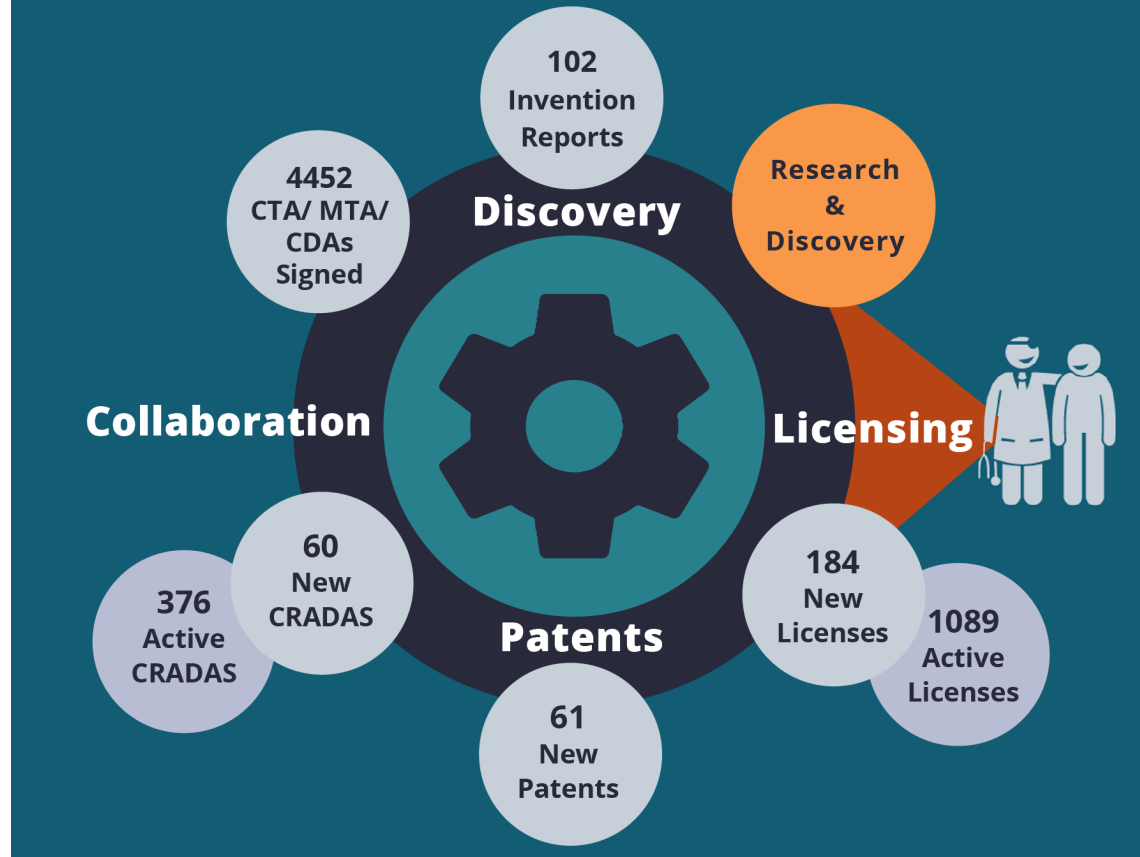 102
Invention
Reports
Research
&
Discovery
4452
CTA/ MTA/
CDAs
Signed
Discovery
Collaboration
Licensing
60
New
CRADAS
376
Active
CRADAS
184
New
Licenses
1089
Active
Licenses
Patents
61
New
Patents